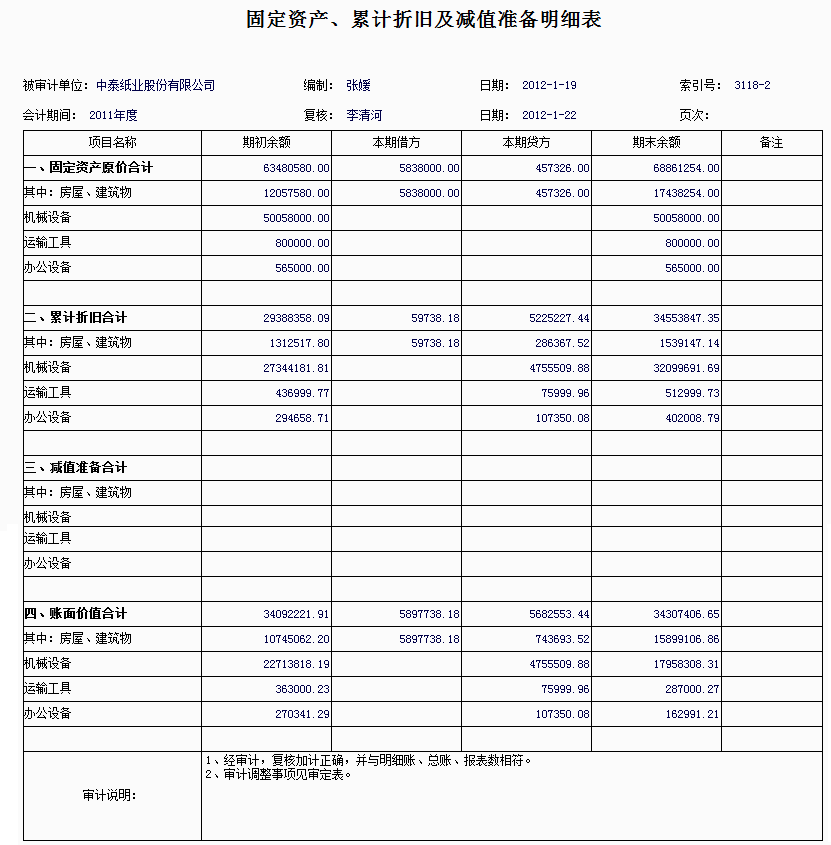 固定资产、累计折旧及减值准备明细表
被审计单位：中泰纸业股份有限公司 编制： 张媛 日期： 2012-1-19 索引号： 3118-2
会计期间： 2011年度 复核： 李清河 日期： 2012-1-22 页次：
项目名称 期初余额 本期借方 本期贷方 期末余额 备注
一、固定资产原价合计 63480580.00 5838000.00 457326.00 68861254.00
其中：房屋、建筑物 12057580.00 5838000.00 457326.00 17438254.00
机械设备 50058000.00 50058000.00
运输工具 800000.00 800000.00
办公设备 565000.00 565000.00
二、累计折旧合计 29388358.09 59738.18 5225227.44 34553847.35
其中：房屋、建筑物 1312517.80 59738.18 286367.52 1539147.14
机械设备 27344181.81 4755509.88 32099691.69
运输工具 436999.77 75999.96 512999.73
办公设备 294658.71 107350.08 402008.79
三、减值准备合计
其中：房屋、建筑物
机械设备
运输工具
办公设备
四、账面价值合计 34092221.91 5897738.18 5682553.44 34307406.65
其中：房屋、建筑物 10745062.20 5897738.18 743693.52 15899106.86
机械设备 22713818.19 4755509.88 17958308.31
运输工具 363000.23 75999.96 287000.27
办公设备 270341.29 107350.08 162991.21
审计说明：
1、经审计，复核加计正确，并与明细账、总账、报表数相符。
2、审计调整事项见审定表。